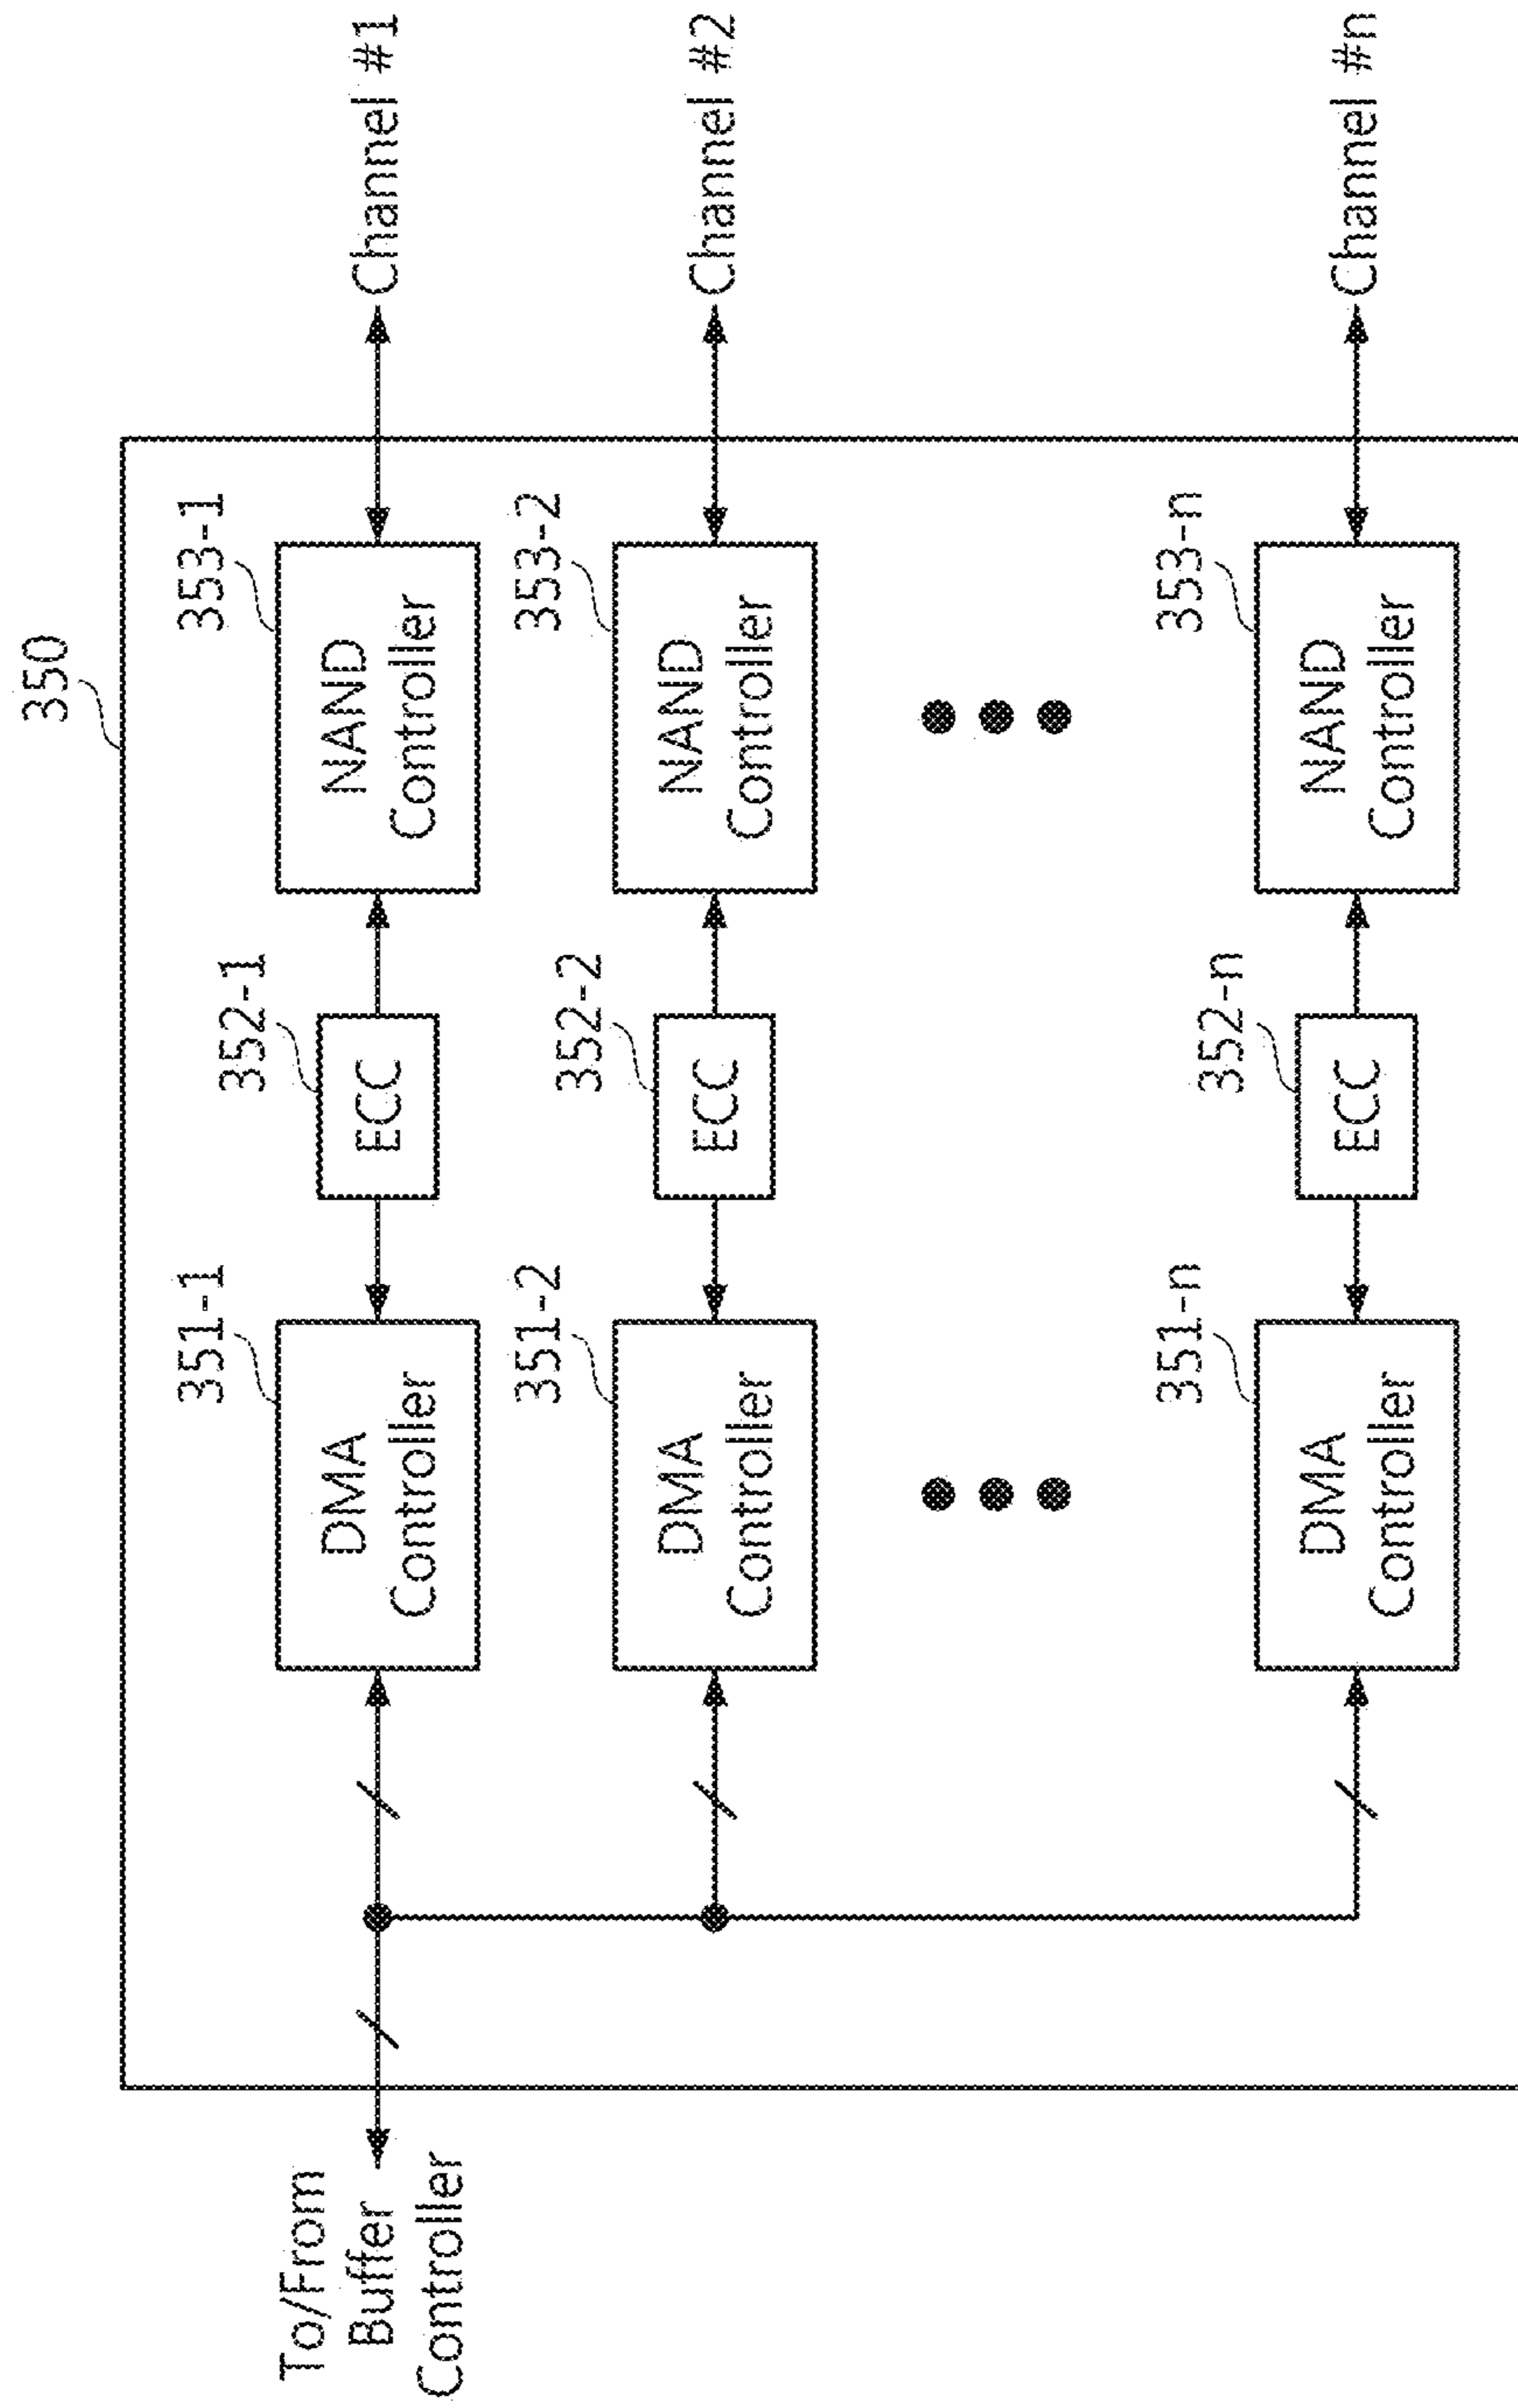 350
To/From
Buffer
Controller
351-1
DMA
Controller
352-1
ECC
353-1
NAND
Controller
Channel #1
351-2
DMA
Controller
352-2
ECC
353-2
NAND
Controller
Channel #2
351-n
DMA
Controller
352-n
ECC
353-n
NAND
Controller
Channel #n